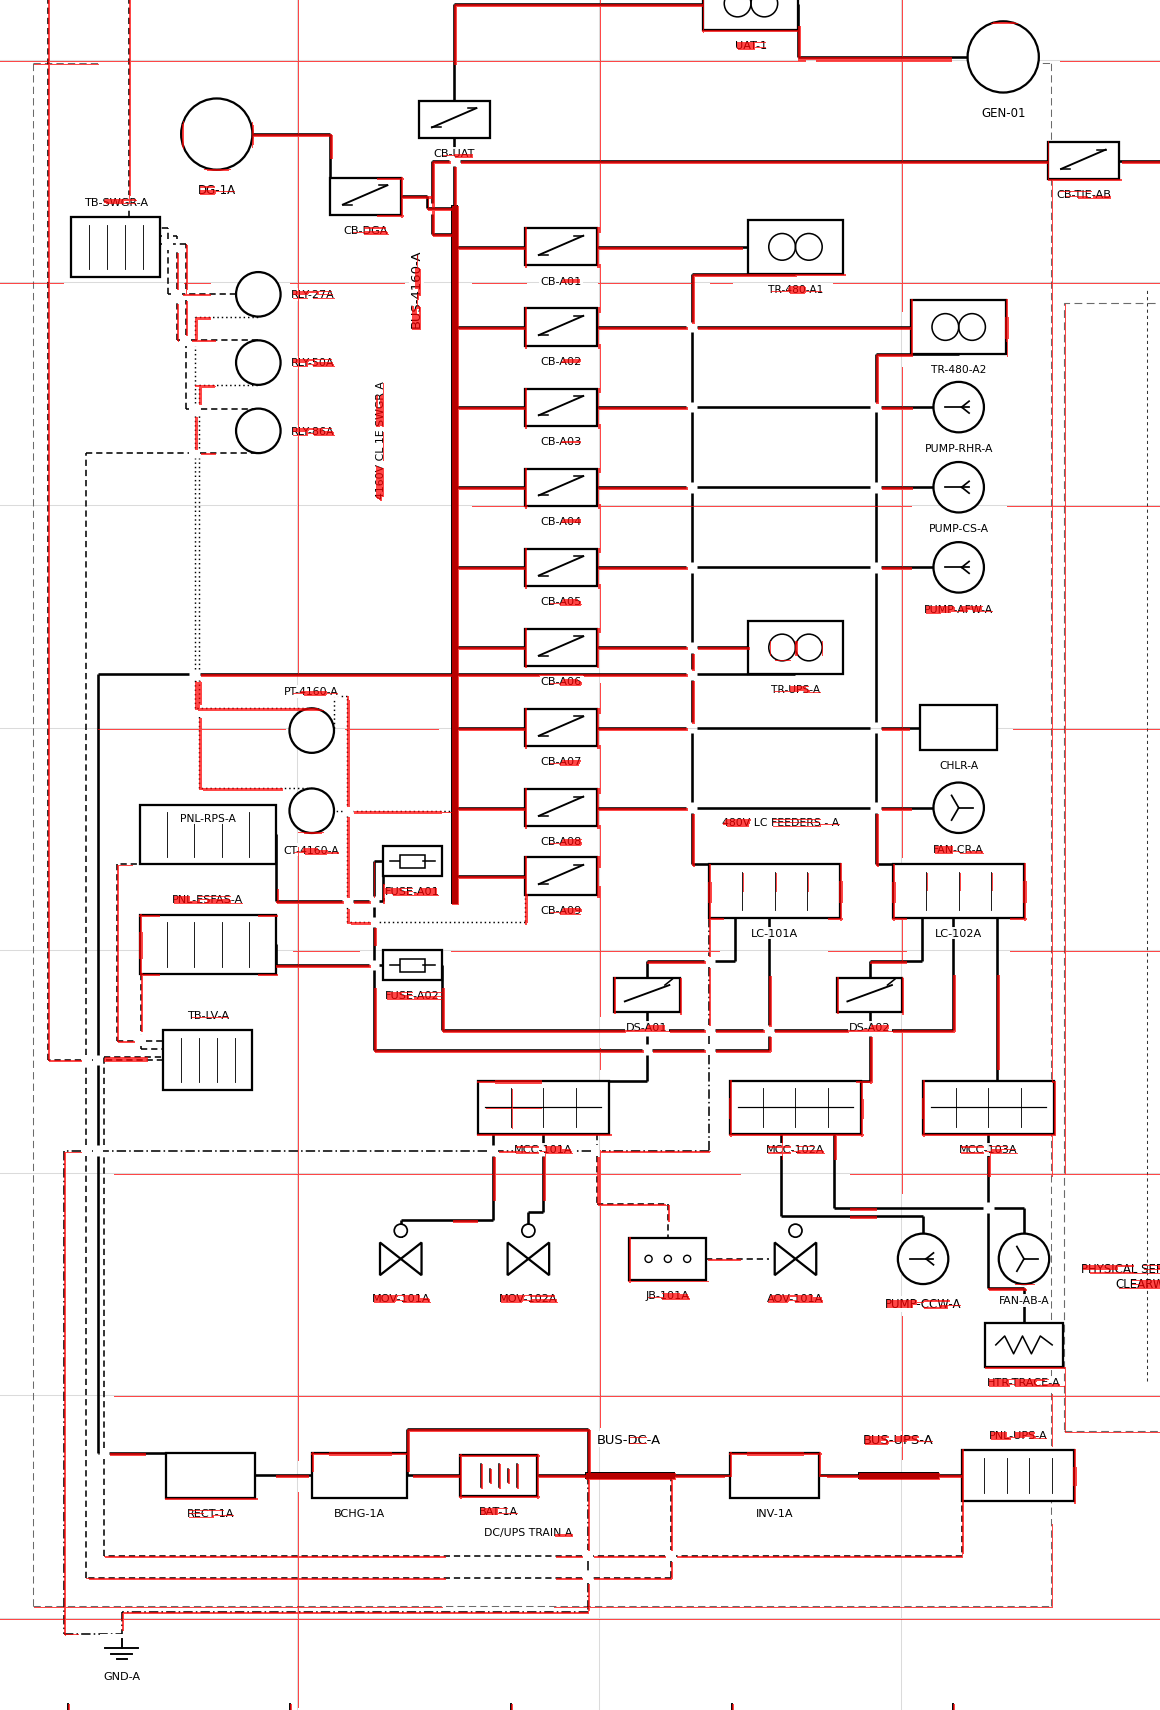 UAT-1
GEN-01
CB-UAT
DG-1A
CB-TIE-AB
TB-SWGR-A
CB-DGA
CB-A01
TR-480-A1
RLY-27A
BUS-4160-A
CB-A02
RLY-50A
TR-480-A2
4160V CL 1E SWGR A
RLY-86A
CB-A03
PUMP-RHR-A
CB-A04
PUMP-CS-A
CB-A05
PUMP-AFW-A
CB-A06
PT-4160-A
TR-UPS-A
CB-A07
CHLR-A
PNL-RPS-A
480V LC FEEDERS - A
CB-A08
CT-4160-A
FAN-CR-A
FUSE-A01
PNL-ESFAS-A
CB-A09
LC-101A
LC-102A
FUSE-A02
TB-LV-A
DS-A01
DS-A02
MCC-101A
MCC-102A
MCC-103A
PHYSICAL SE
CLEAR
MOV-101A
MOV-102A
JB-101A
AOV-101A
PUMP-CCW-A
FAN-AB-A
HTR-TRACE-A
BUS-DC-A
BUS-UPS-A
PNL-UPS-A
RECT-1A
BCHG-1A
BAT-1A
INV-1A
DC/UPS TRAIN A
GND-A